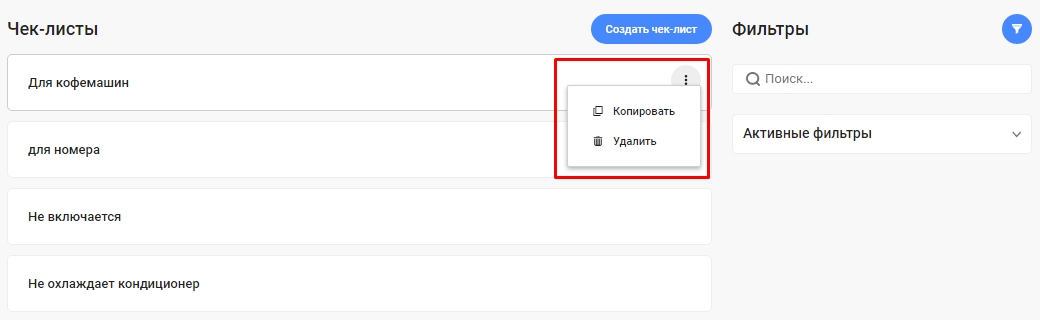 Чек-листы
Создать чек-лист
Для кофемашин
Копировать
Удалить
для номера
Не включается
Не охлаждает кондиционер
Фильтры
Поиск...
Активные фильтры